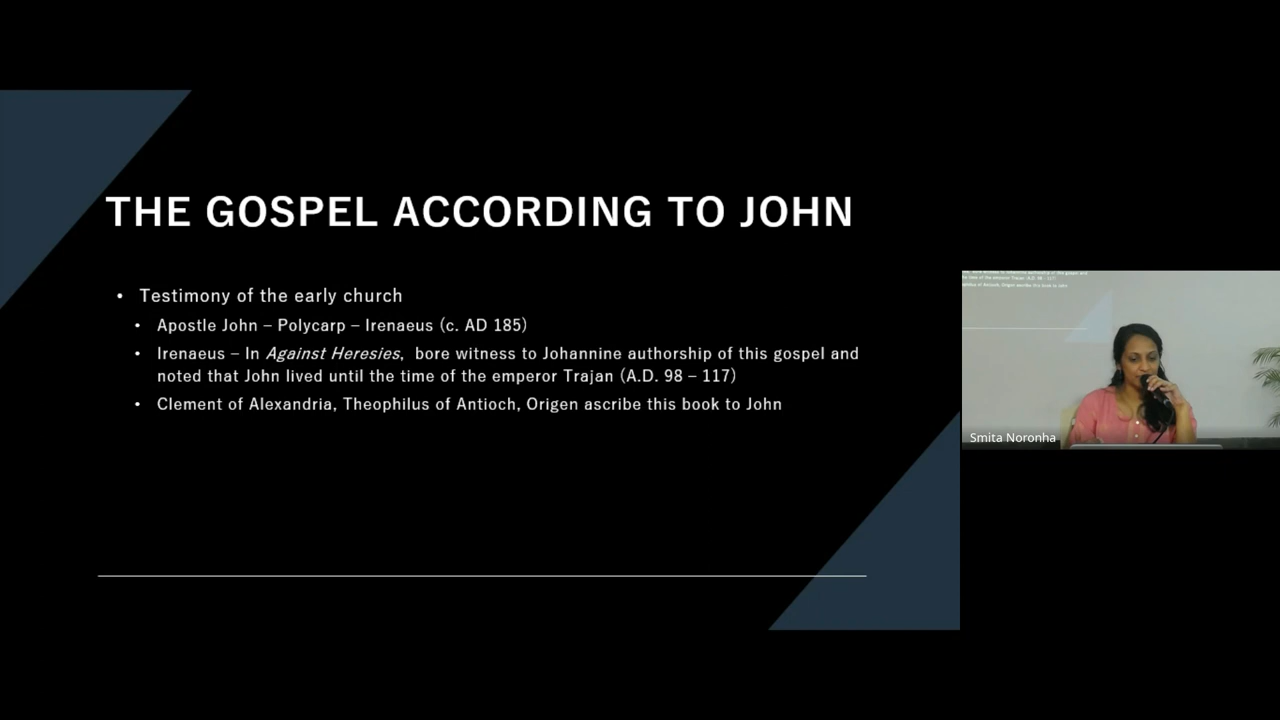 THE GOSPEL ACCORDING TO JOHN
• Testimony of the early church
• Apostle John – Polycarp – Irenaeus (c. AD 185)
• Irenaeus – In Against Heresies, bore witness to Johannine authorship of this gospel and
noted that John lived until the time of the emperor Trajan (A.D. 98 – 117)
• Clement of Alexandria, Theophilus of Antioch, Origen ascribe this book to John
Smita Noronha